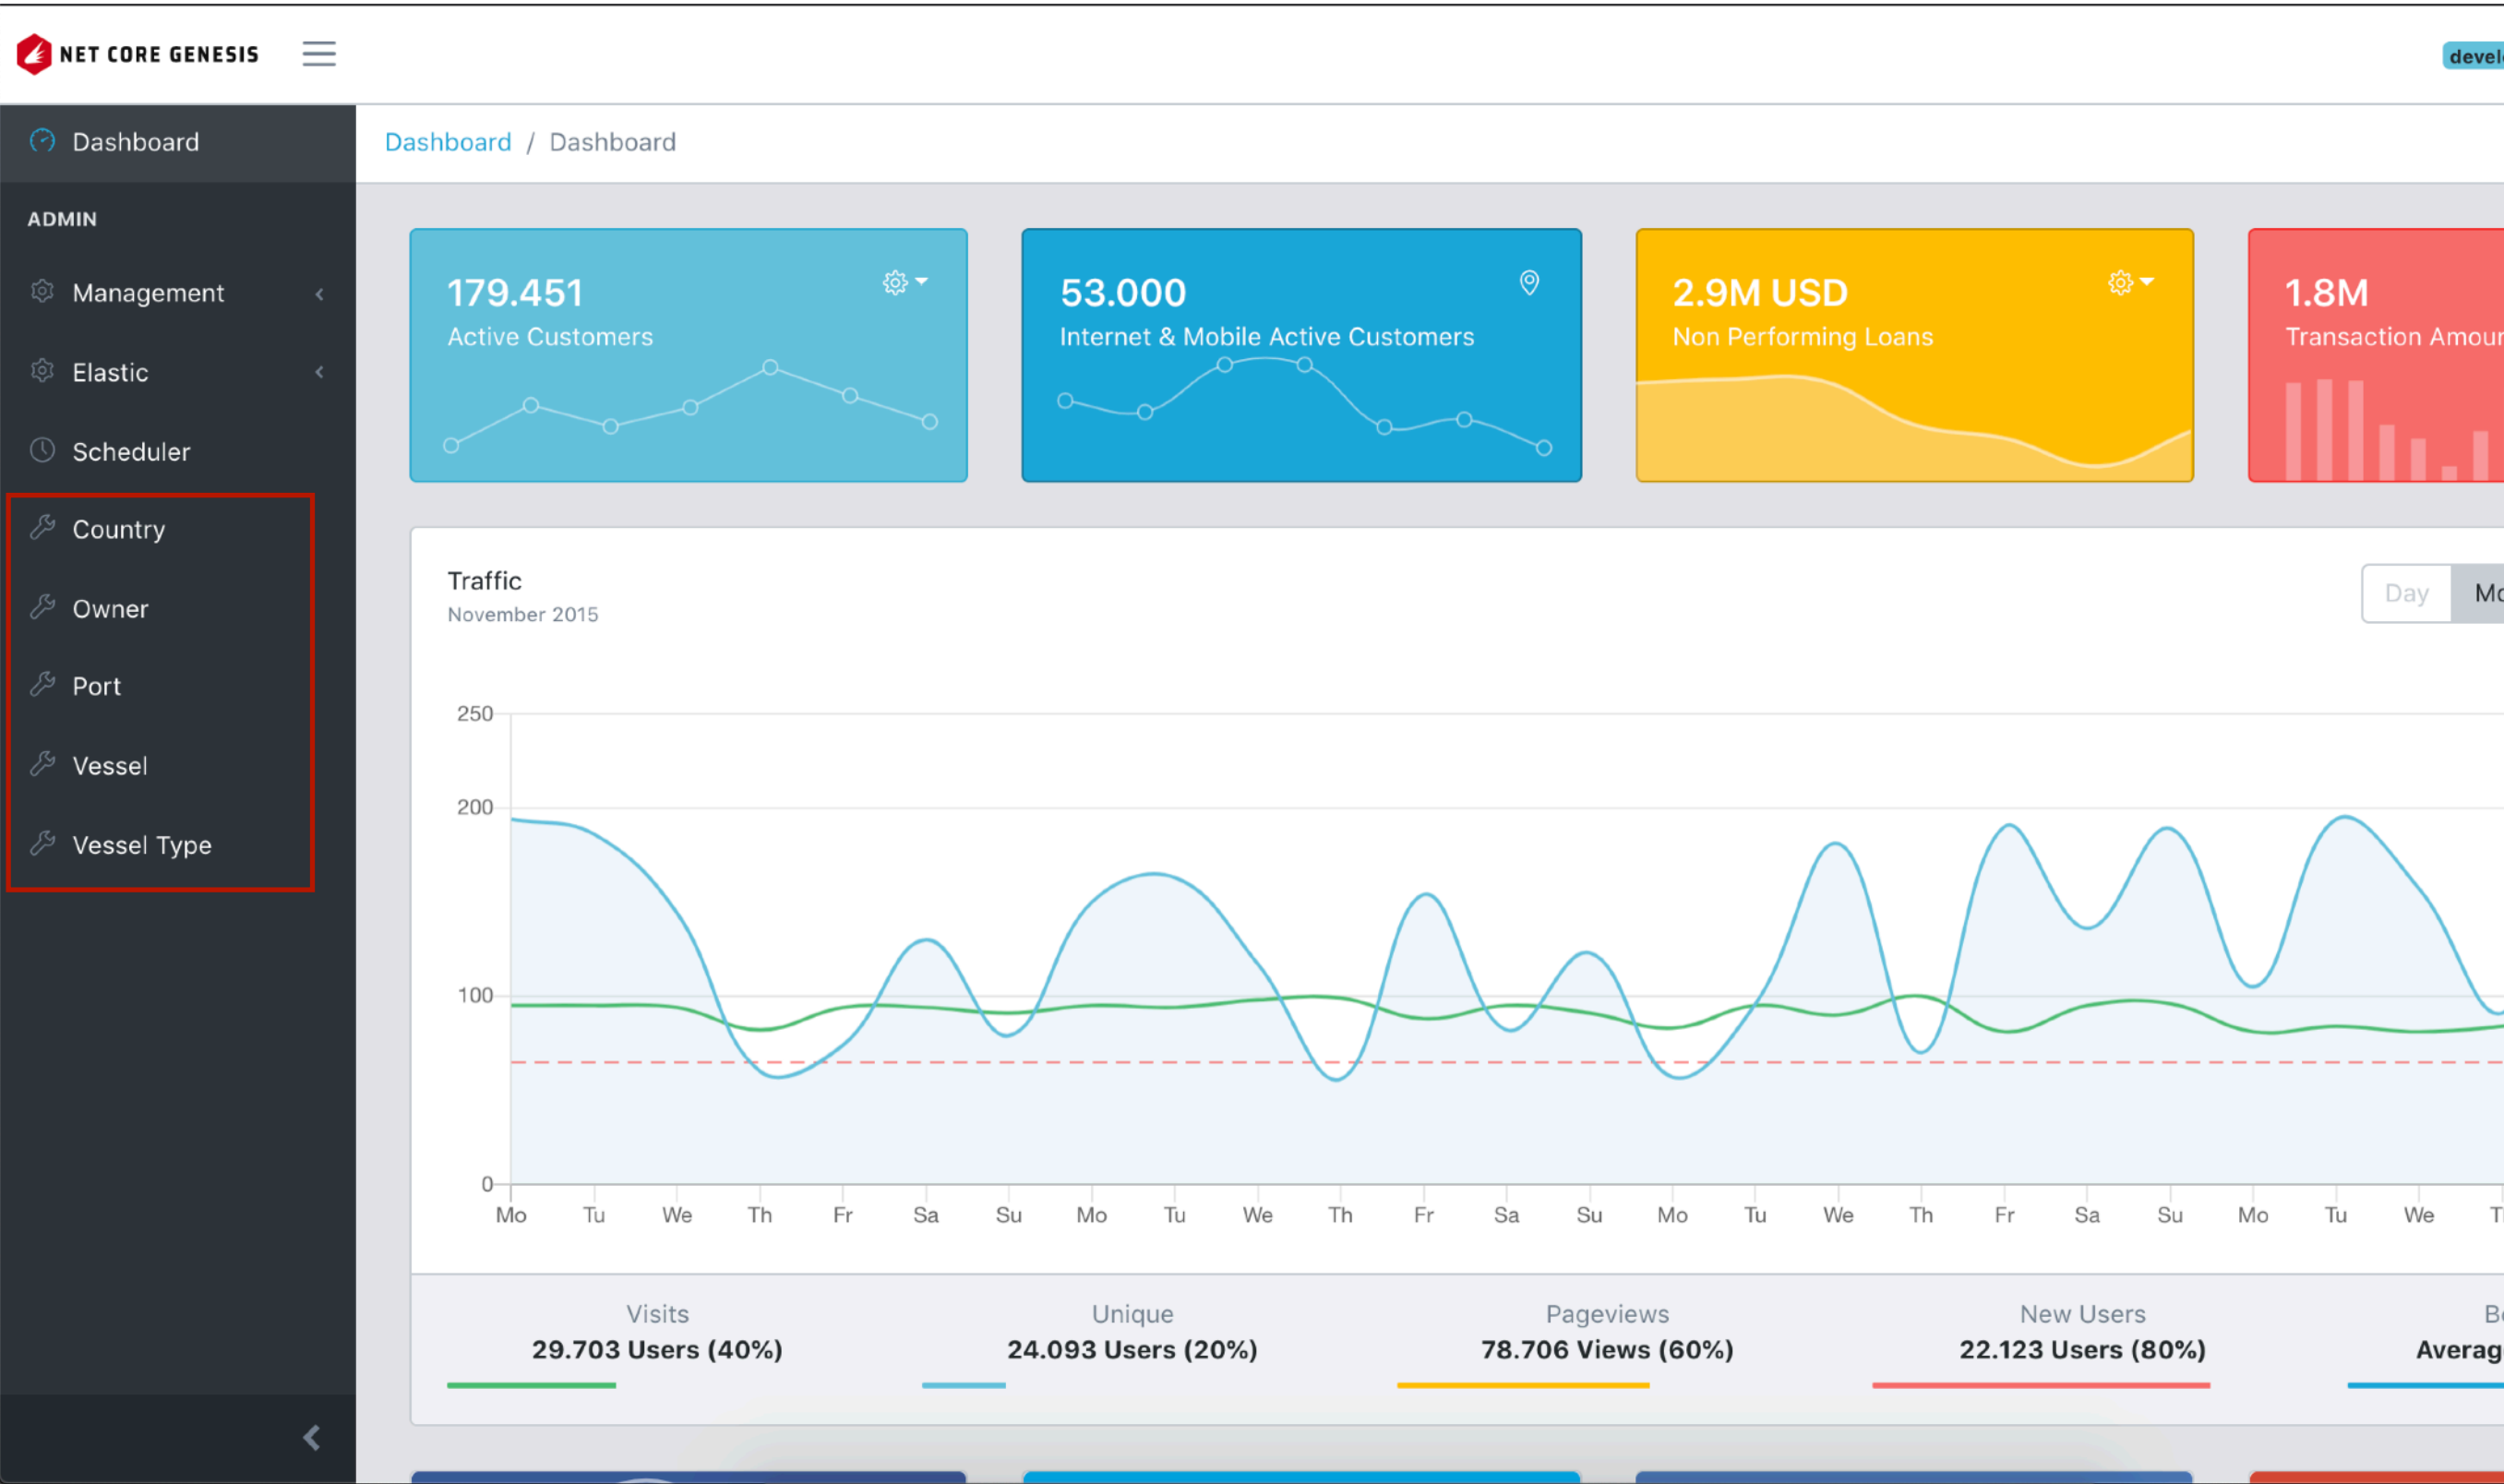 NET CORE GENESIS
Dashboard
ADMIN
Management
Elastic
Scheduler
Country
Owner
Port
Vessel
Vessel Type
Dashboard / Dashboard
179.451
Active Customers
53.000
Internet & Mobile Active Customers
2.9M USD
Non Performing Loans
1.8M
Transaction
Traffic
November 2015
Day
250
200
100
0
Mo Tu We Th Fr Sa Su Mo Tu We Th Fr Sa Su Mo Tu We Th Fr Sa Su Mo Tu We
Visits
29.703 Users (40%)
Unique
24.093 Users (20%)
Pageviews
78.706 Views (60%)
New Users
22.123 Users (80%)